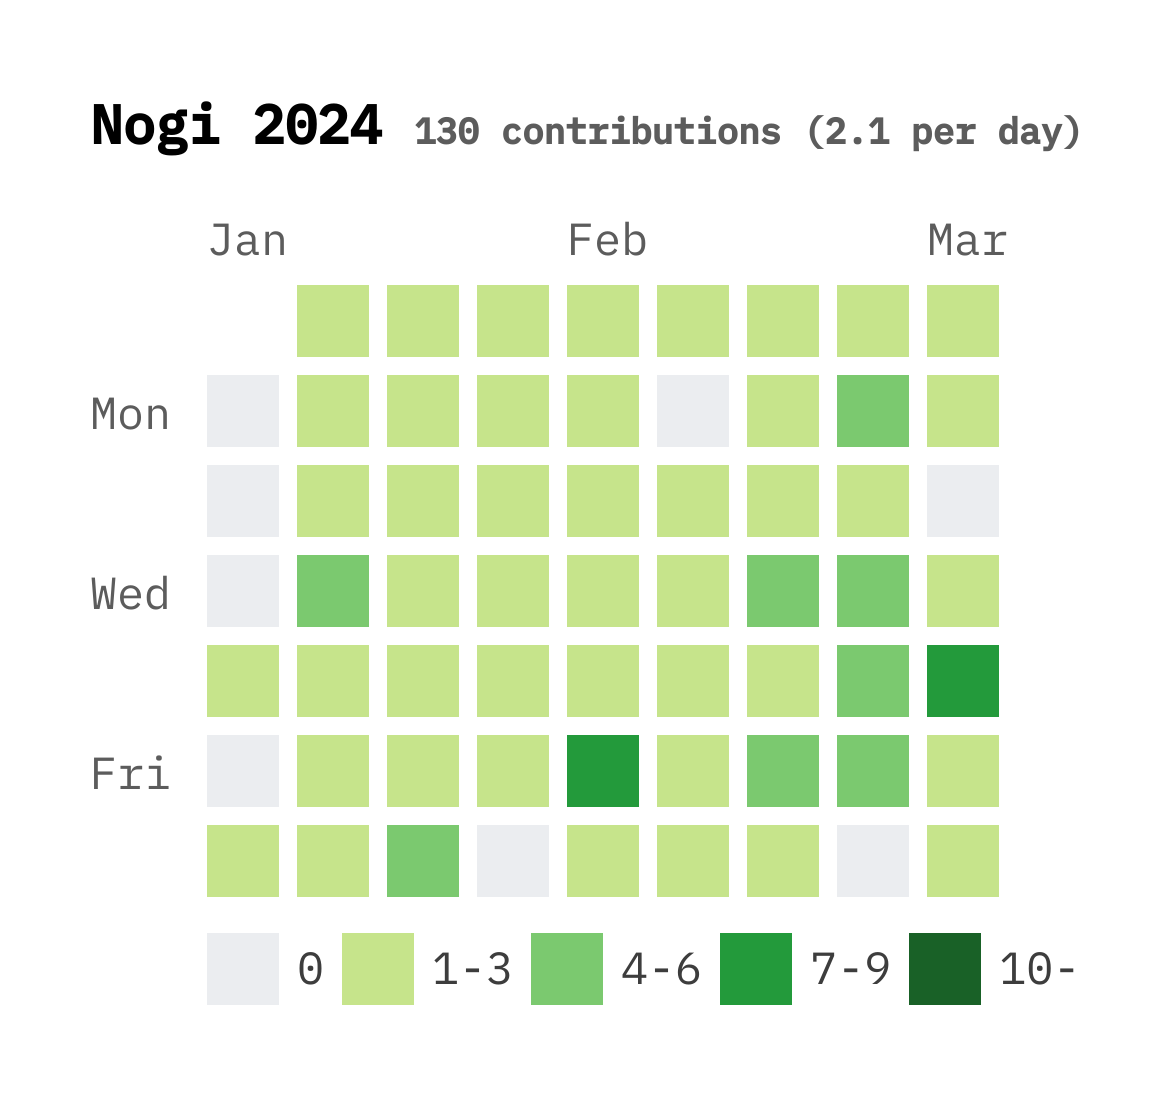 Nogi 2024 130 contributions (2.1 per day)
Jan Feb Mar
Mon
Wed
Fri
0 1-3 4-6 7-9 10-